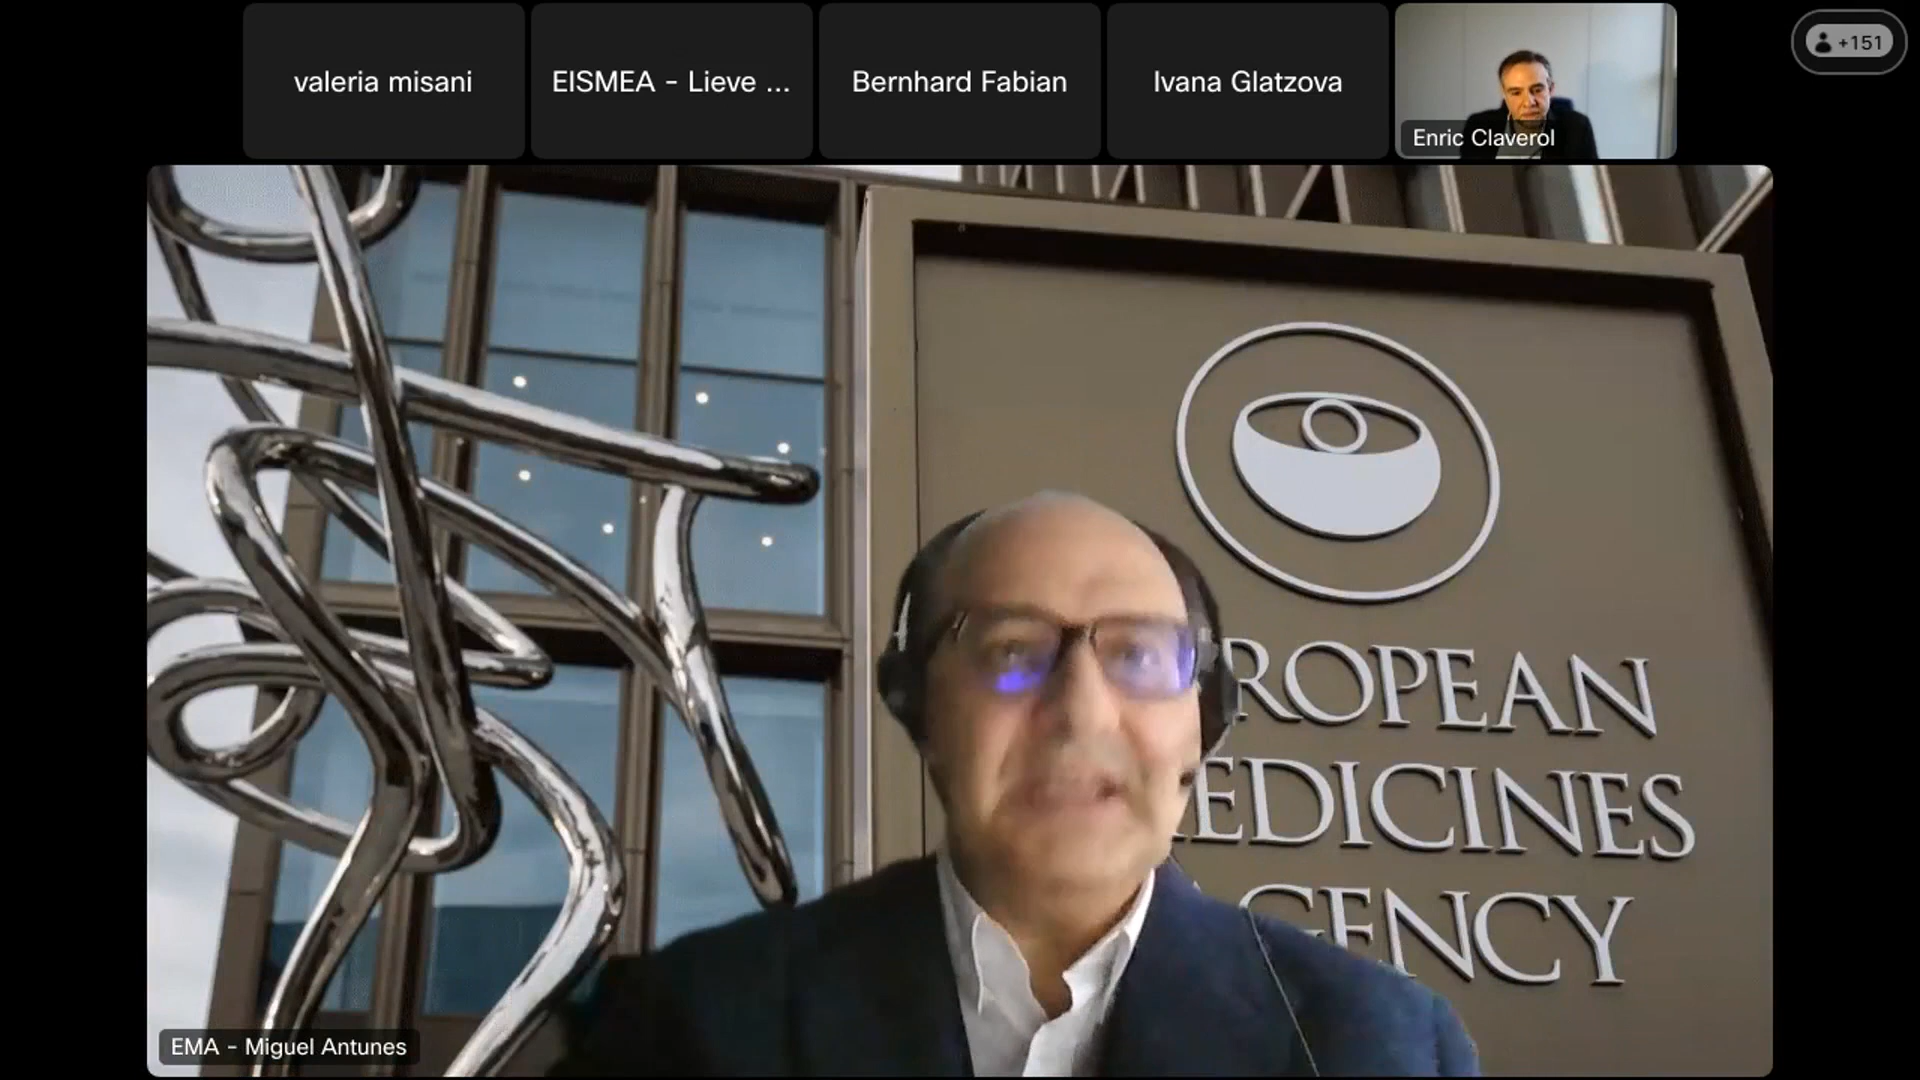 valeria misani
EISMEA - Lieve ...
Bernhard Fabian
Ivana Glatzova
Enric Claverol
+151
ROPEAN
EDICINES
GENCY
EMA - Miguel Antunes